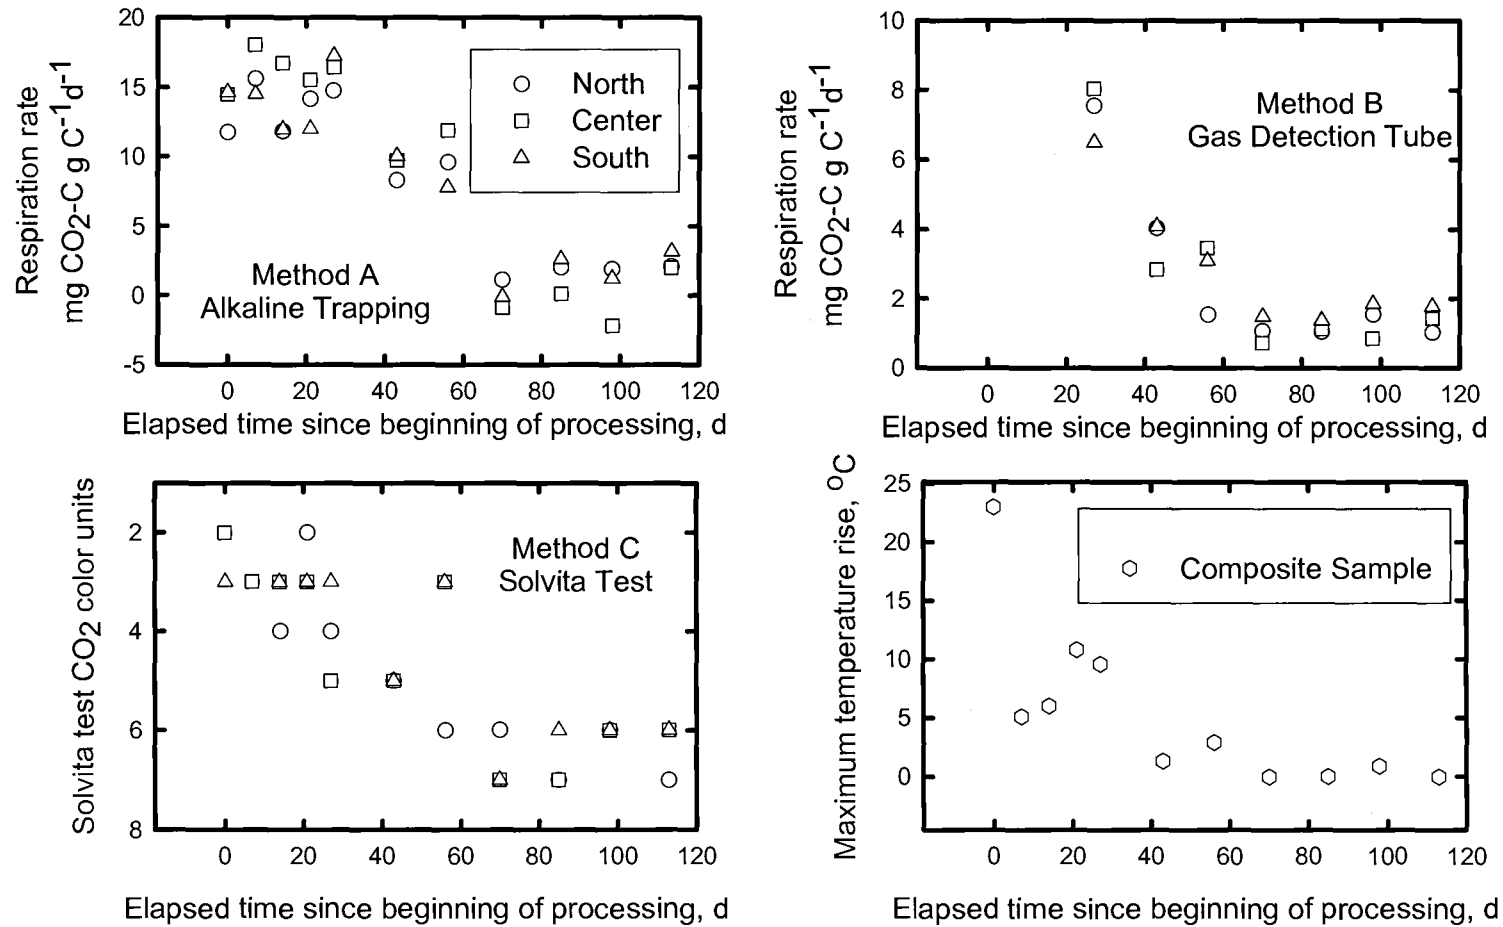 20
15
10
5
0
-5
Respiration rate
mg CO2-C g C-1d-1
North
Center
South
Method A
Alkaline Trapping
0 20 40 60 80 100 120
Elapsed time since beginning of processing, d
10
8
6
4
2
0
Respiration rate
mg CO2-C g C-1d-1
Method B
Gas Detection Tube
0 20 40 60 80 100 120
Elapsed time since beginning of processing, d
2
4
6
8
Solvita test CO2 color units
Method C
Solvita Test
0 20 40 60 80 100 120
Elapsed time since beginning of processing, d
25
20
15
10
5
0
Maximum temperature rise, oC
Composite Sample
0 20 40 60 80 100 120
Elapsed time since beginning of processing, d